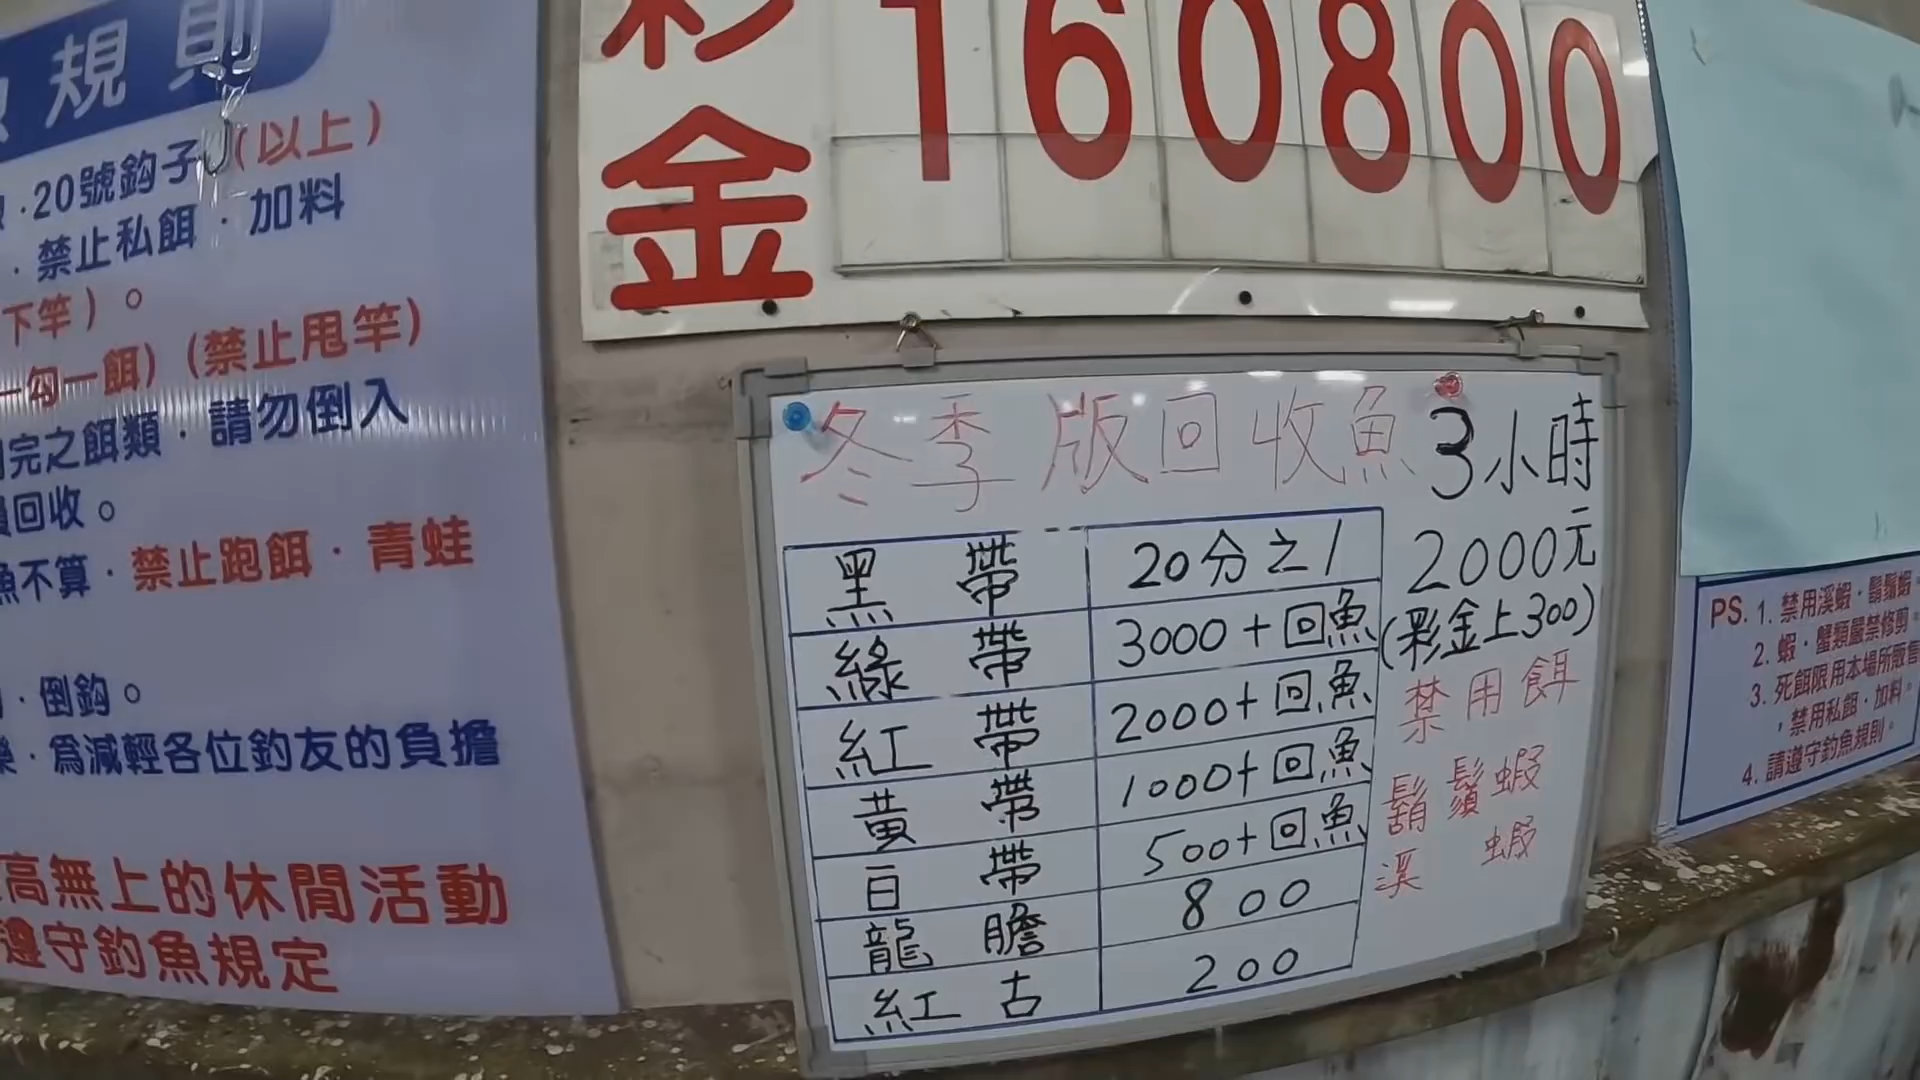 規則
20號鈎子(以上)
·禁止私餌·加料
下竿)。
一勾一餌)(禁止甩竿)
完之餌類·請勿倒入
回收。
魚不算·禁止跑餌·青蛙
·倒鈎。
·為減輕各位釣友的負擔
高無上的休閒活動
遵守釣魚規定
彩金 160800
冬季版回收魚
黑帶 20分之1
綠帶 3000+回魚
紅帶 2000+回魚
黃帶 1000+回魚
白帶 500+回魚
龍膽 800
紅古 200
3小時
2000元
(彩金上300)
禁用餌
鬍鬚蝦
溪蝦
PS. 1. 禁用溪蝦·鬍鬚蝦。
2. 蝦·蟹類嚴禁修剪。
3. 死餌限用本場所販售
,禁用私餌·加料。
4. 請遵守釣魚規則。